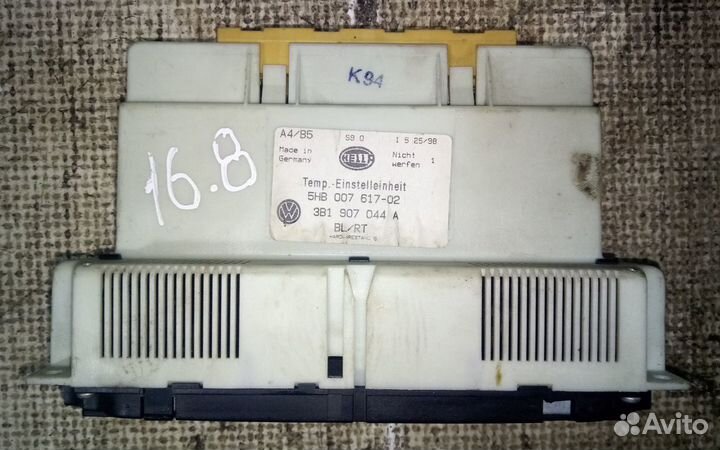 K94
A4/B5 S9.0 I 5 25/98
Made in Germany
HELLA
Nicht werfen 1
Temp.-Einstelleinheit
5HB 007 617-02
3B1 907 044 A
BL/RT
16.8
Avito